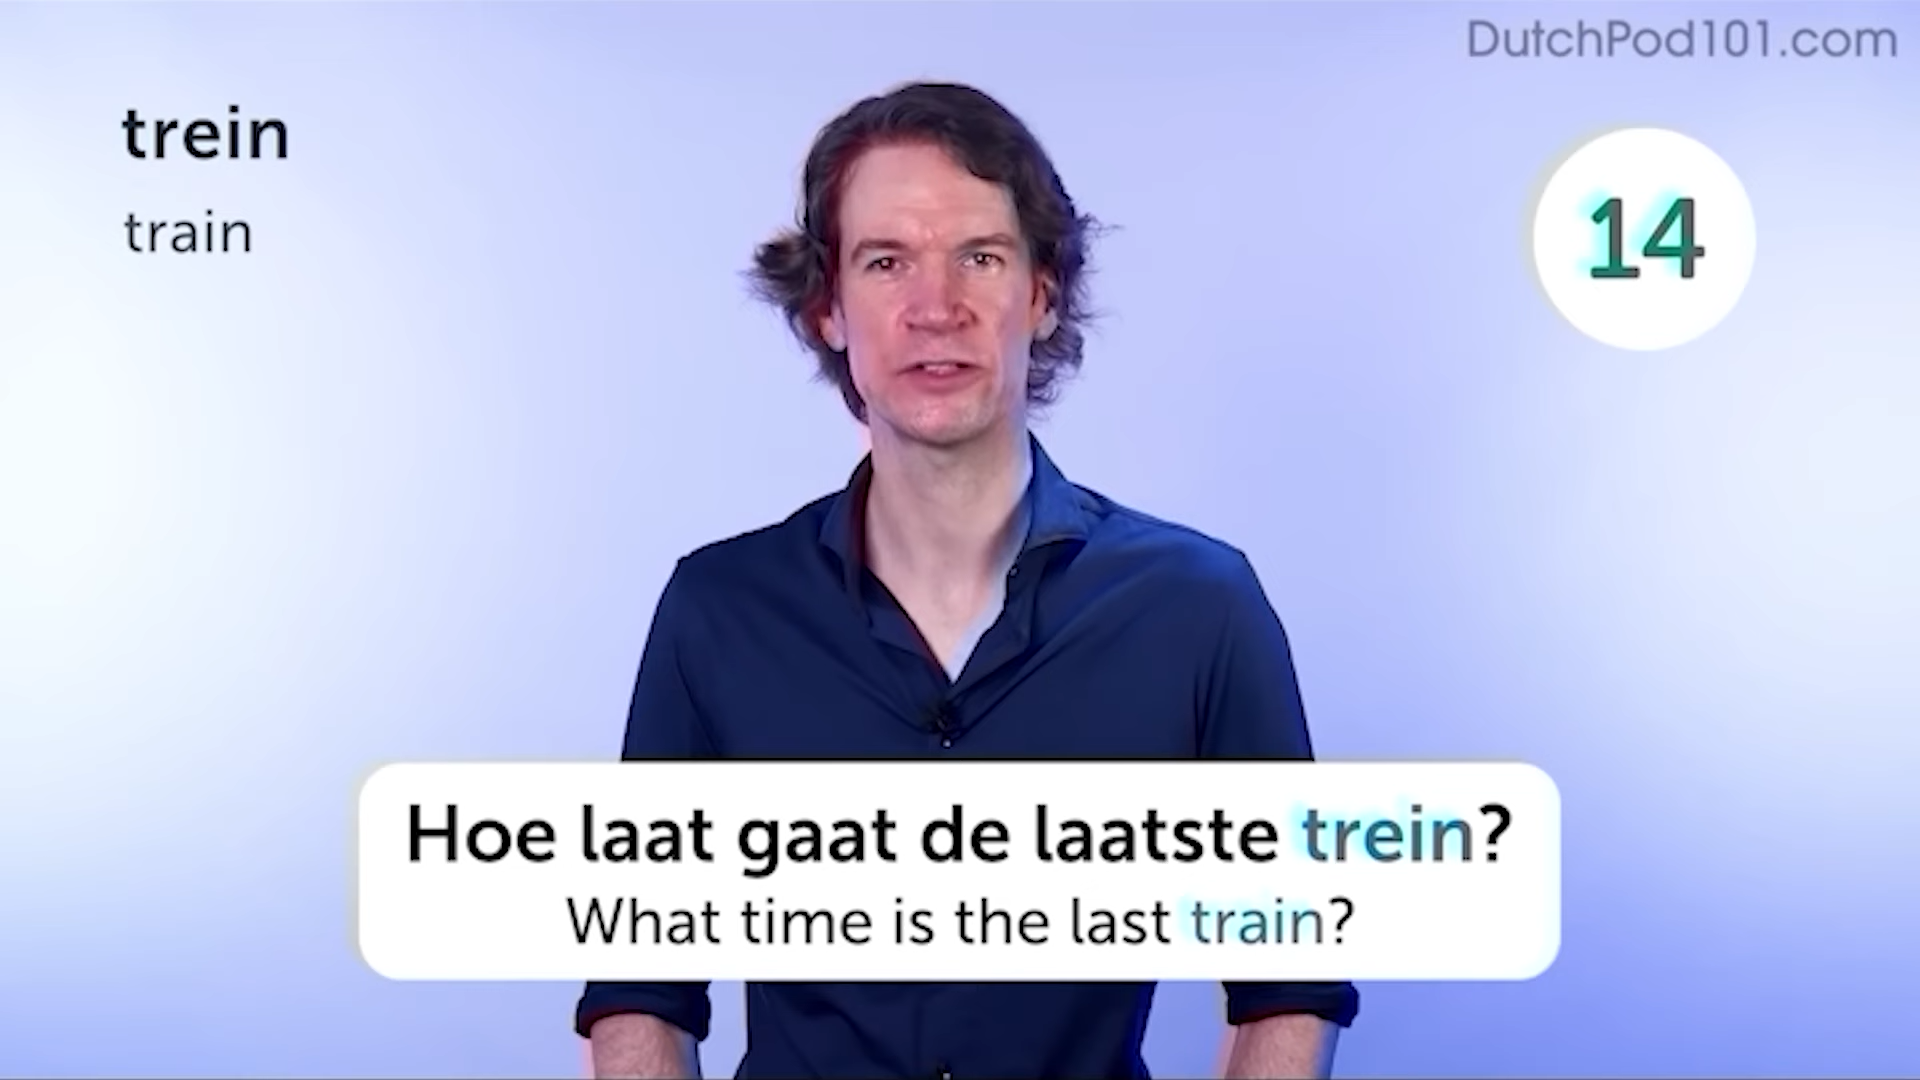 DutchPod101.com
trein
train
14
Hoe laat gaat de laatste trein?
What time is the last train?